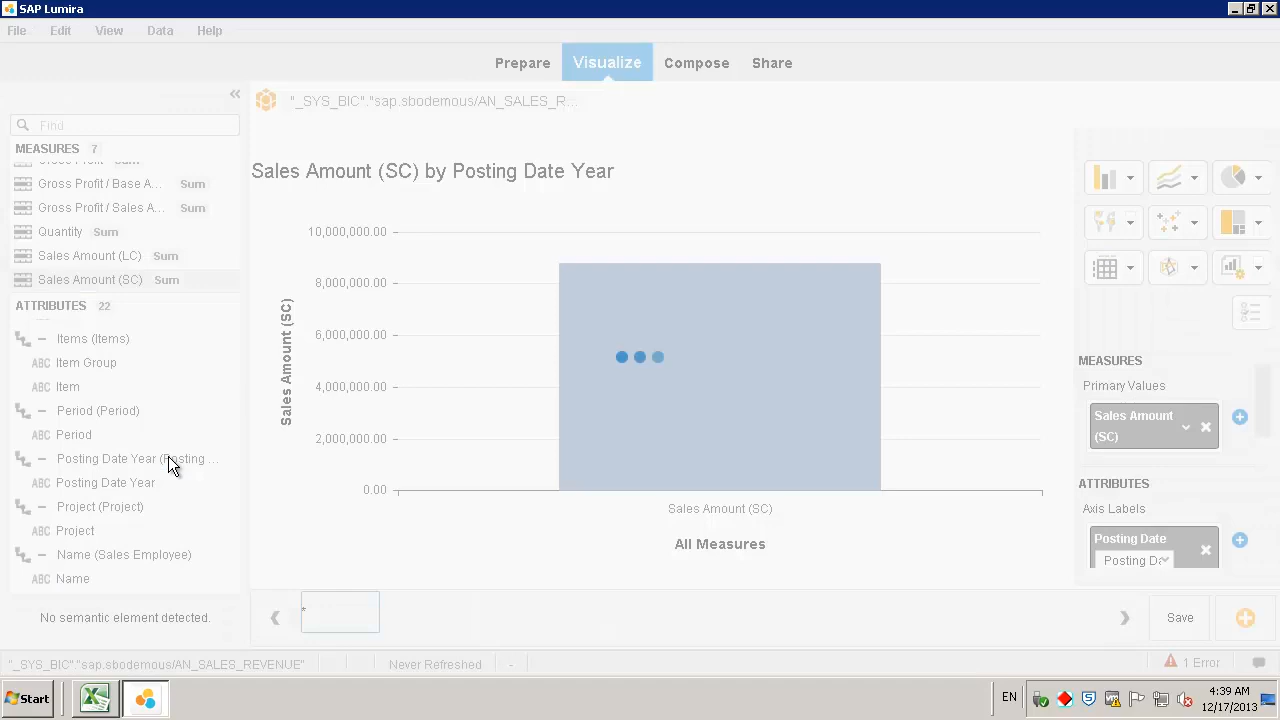 SAP Lumira
File Edit View Data Help
Prepare Visualize Compose Share
"_SYS_BIC"."sap.sbodemous/AN_SALES_R...
Find
MEASURES 7
Gross Profit Sum
Gross Profit / Base A... Sum
Gross Profit / Sales A... Sum
Quantity Sum
Sales Amount (LC) Sum
Sales Amount (SC) Sum
ATTRIBUTES 22
Items (Items)
ABC Item Group
ABC Item
Period (Period)
ABC Period
Posting Date Year (Posting ...
ABC Posting Date Year
Project (Project)
ABC Project
Name (Sales Employee)
ABC Name
No semantic element detected.
Sales Amount (SC) by Posting Date Year
10,000,000.00
8,000,000.00
6,000,000.00
4,000,000.00
2,000,000.00
0.00
Sales Amount (SC)
Sales Amount (SC)
All Measures
MEASURES
Primary Values
Sales Amount
(SC)
ATTRIBUTES
Axis Labels
Posting Date
Posting Da
*
Save
"_SYS_BIC"."sap.sbodemous/AN_SALES_REVENUE"
Never Refreshed
-
1 Error
Start
EN
4:39 AM
12/17/2013